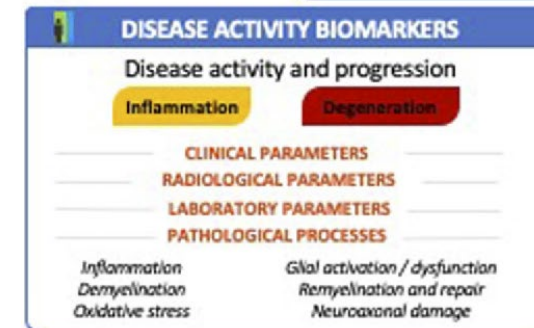 DISEASE ACTIVITY BIOMARKERS
Disease activity and progression
Inflammation Degeneration
CLINICAL PARAMETERS
RADIOLOGICAL PARAMETERS
LABORATORY PARAMETERS
PATHOLOGICAL PROCESSES
Inflammation Glial activation / dysfunction
Demyelination Remyelination and repair
Oxidative stress Neuroaxonal damage